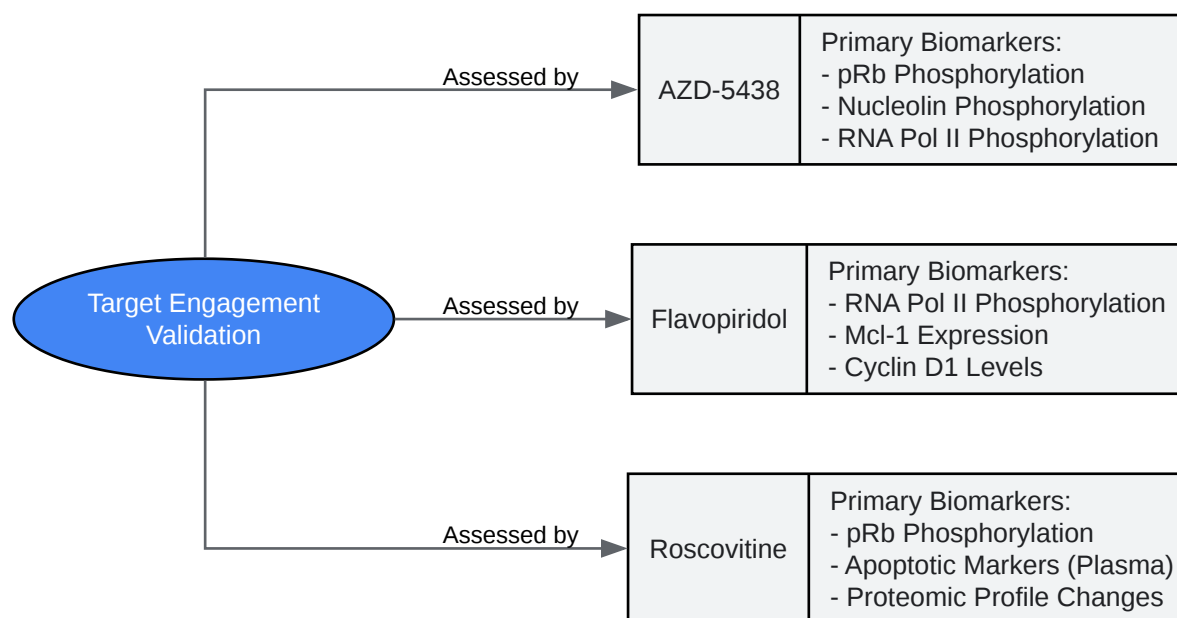 Assessed by
AZD-5438
Primary Biomarkers:
- pRb Phosphorylation
- Nucleolin Phosphorylation
- RNA Pol II Phosphorylation
Target Engagement
Validation
Assessed by
Flavopiridol
Primary Biomarkers:
- RNA Pol II Phosphorylation
- Mcl-1 Expression
- Cyclin D1 Levels
Assessed by
Roscovitine
Primary Biomarkers:
- pRb Phosphorylation
- Apoptotic Markers (Plasma)
- Proteomic Profile Changes